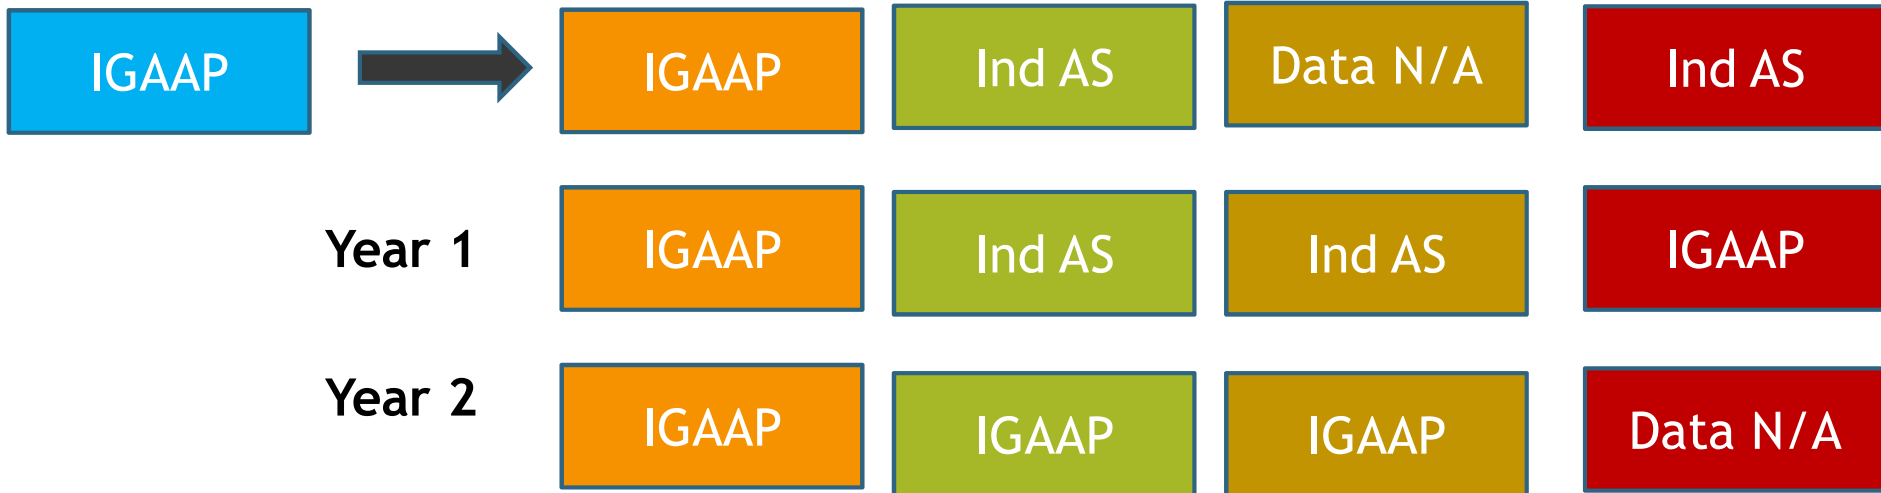 IGAAP
IGAAP
Ind AS
Data N/A
Ind AS
Year 1
IGAAP
Ind AS
Ind AS
IGAAP
Year 2
IGAAP
IGAAP
IGAAP
Data N/A